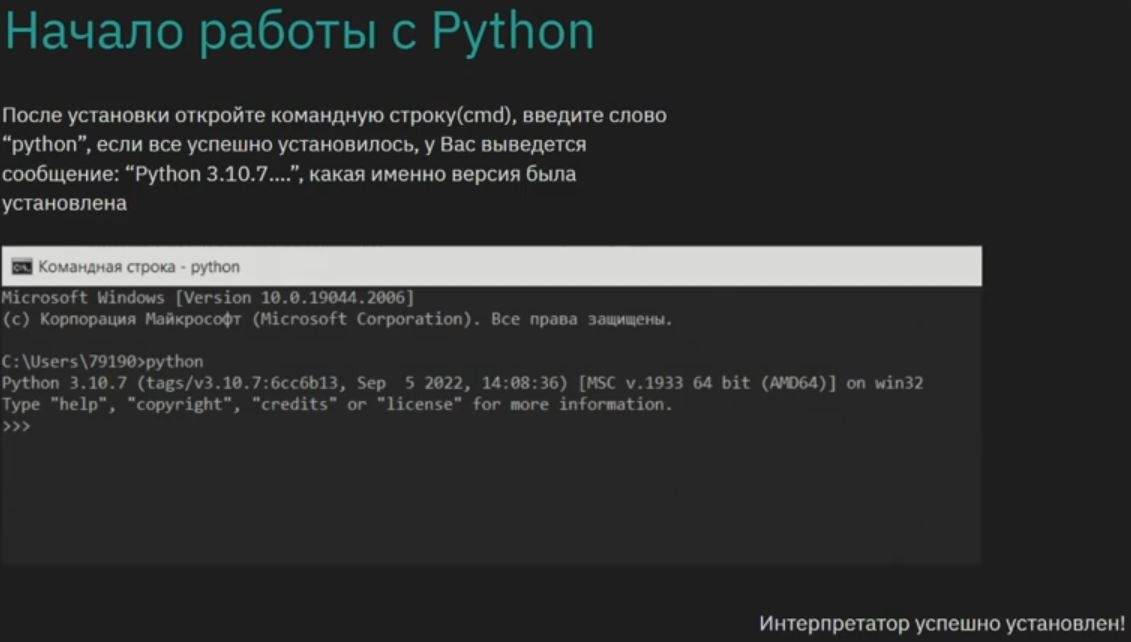 Начало работы с Python
После установки откройте командную строку(cmd), введите слово
“python”, если все успешно установилось, у Вас выведется
сообщение: “Python 3.10.7....”, какая именно версия была
установлена
Командная строка - python
Microsoft Windows [Version 10.0.19044.2006]
(c) Корпорация Майкрософт (Microsoft Corporation). Все права защищены.
C:\Users\79190>python
Python 3.10.7 (tags/v3.10.7:6cc6b13, Sep  5 2022, 14:08:36) [MSC v.1933 64 bit (AMD64)] on win32
Type "help", "copyright", "credits" or "license" for more information.
>>>
Интерпретатор успешно установлен!